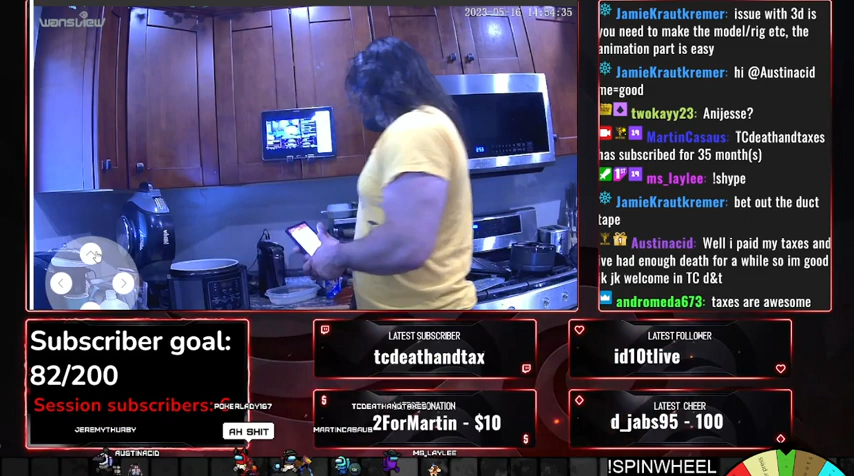 wansview
2023-05-16 14:54:35
JamieKrautkremer: issue with 3d is
you need to make the model/rig etc, the
animation part is easy
JamieKrautkremer: hi @Austinacid
me=good
twokayy23: Anijesse?
MartinCasaus: TCdeathandtaxes
has subscribed for 35 month(s)
ms_laylee: !shype
JamieKrautkremer: bet out the duct
tape
Austinacid: Well i paid my taxes and
ve had enough death for a while so im good
k jk welcome in TC d&t
andromeda673: taxes are awesome
Subscriber goal:
82/200
Session subscribers:
POKERLADY167
JEREMYTHURBY
AH SHIT
AUSTINACID
LATEST SUBSCRIBER
tcdeathandtax
LATEST FOLLOWER
id10tlive
2ForMartin - $10
MARTINCASAUS
MS_LAYLEE
LATEST CHEER
d_jabs95 - 100
!SPINWHEEL